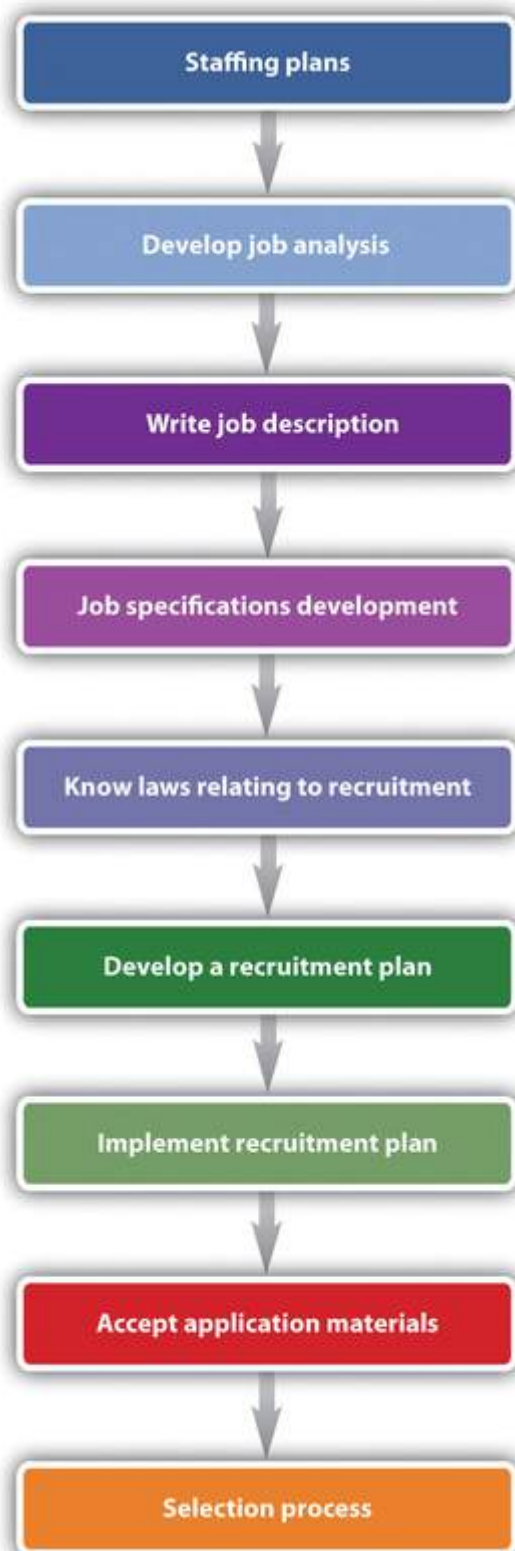 Staffing plans
Develop job analysis
Write job description
Job specifications development
Know laws relating to recruitment
Develop a recruitment plan
Implement recruitment plan
Accept application materials
Selection process